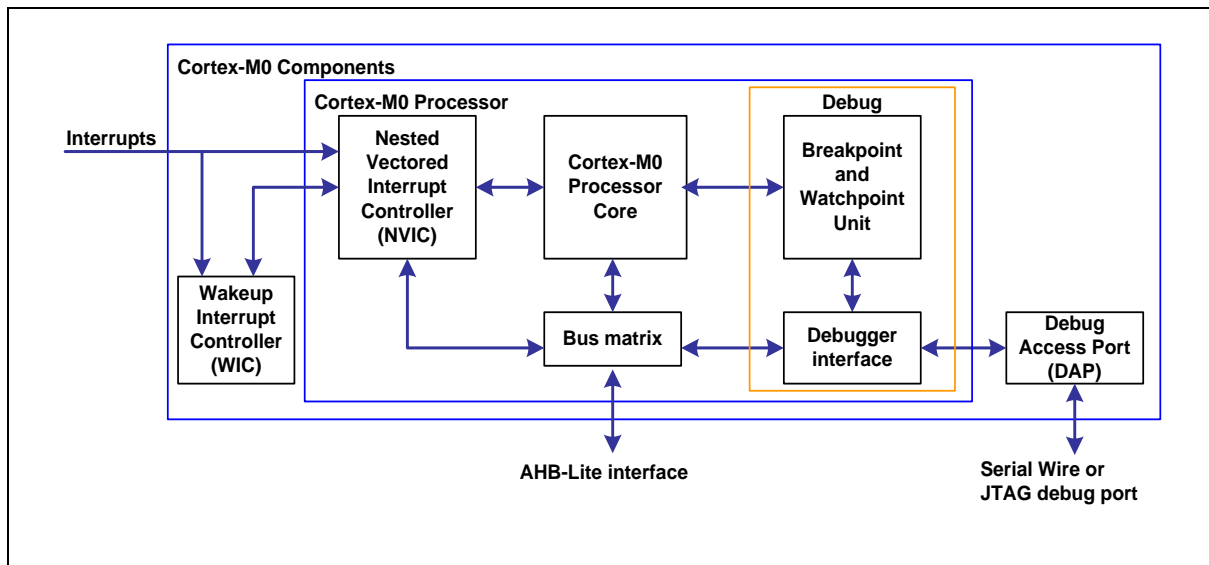 Cortex-M0 Components
Cortex-M0 Processor
Debug
Interrupts
Nested
Vectored
Interrupt
Controller
(NVIC)
Cortex-M0
Processor
Core
Breakpoint
and
Watchpoint
Unit
Wakeup
Interrupt
Controller
(WIC)
Bus matrix
Debugger
interface
Debug
Access Port
(DAP)
AHB-Lite interface
Serial Wire or
JTAG debug port